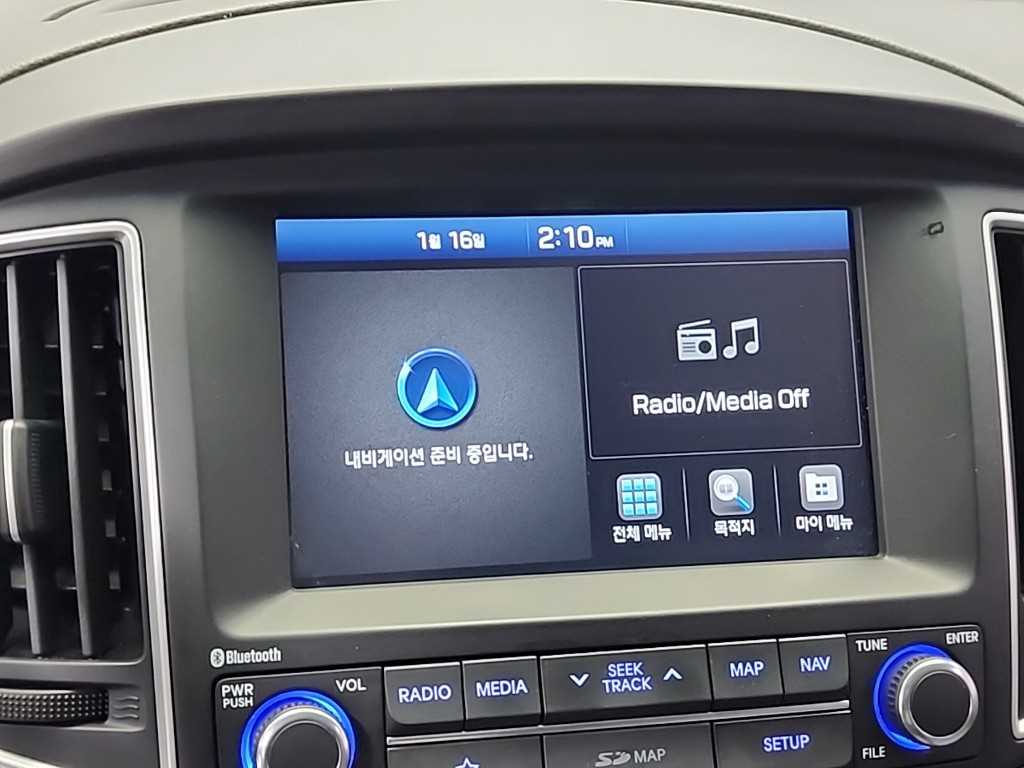 1월 16일 2:10 PM
내비게이션 준비 중입니다.
Radio/Media Off
전체 메뉴
목적지
마이 메뉴
Bluetooth
PWR
PUSH
VOL
RADIO
MEDIA
SEEK
TRACK
MAP
NAV
TUNE
ENTER
SD MAP
SETUP
FILE